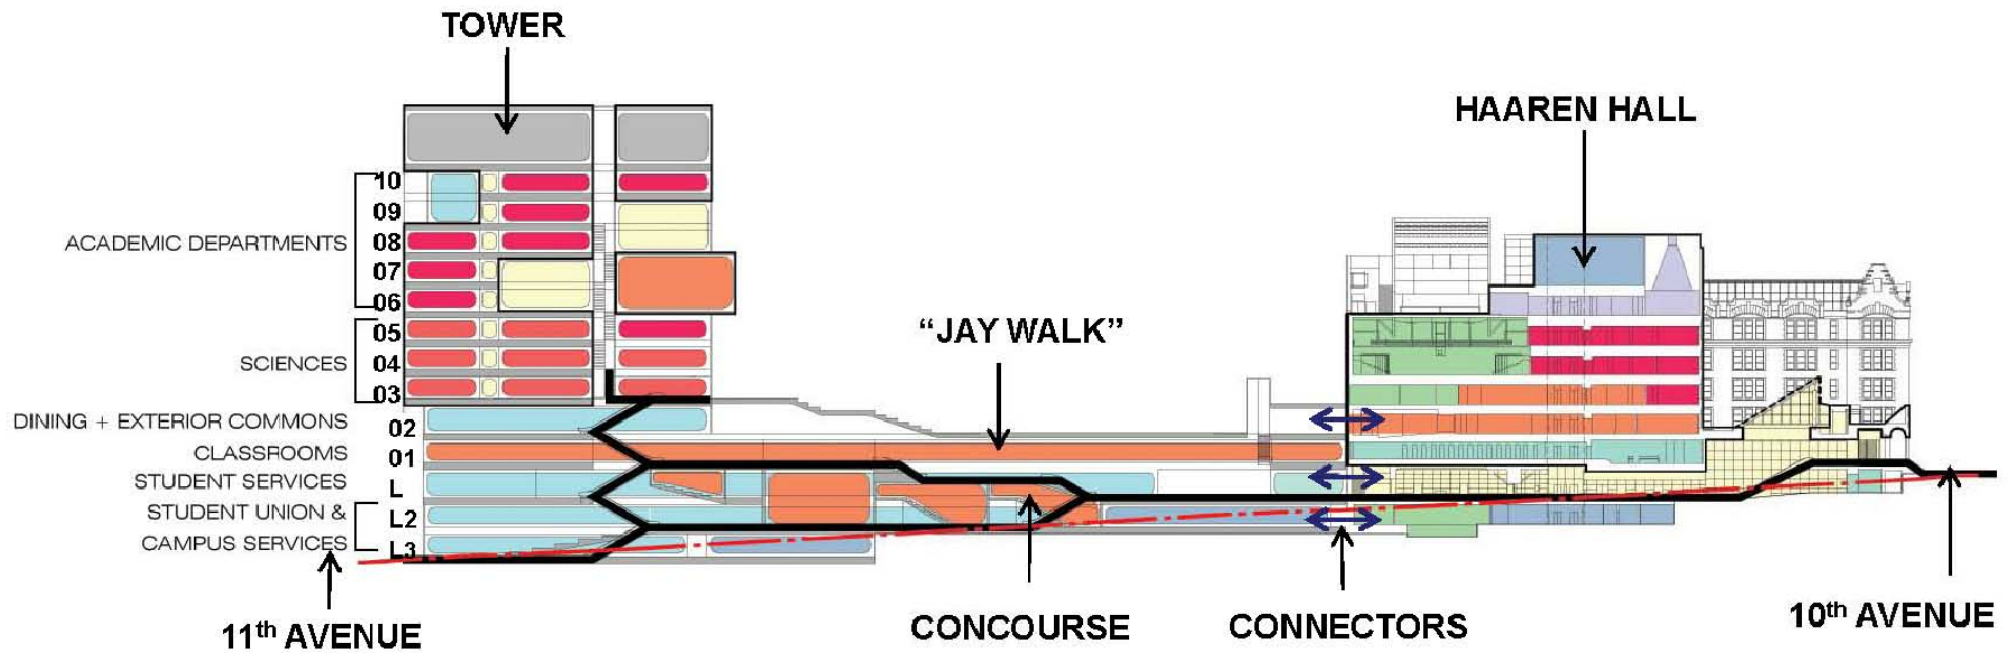 TOWER
HAAREN HALL
10
09
ACADEMIC DEPARTMENTS 08
07
06
05
"JAY WALK"
SCIENCES 04
03
DINING + EXTERIOR COMMONS 02
CLASSROOMS 01
STUDENT SERVICES L
STUDENT UNION & L2
CAMPUS SERVICES L3
11th AVENUE
CONCOURSE
CONNECTORS
10th AVENUE